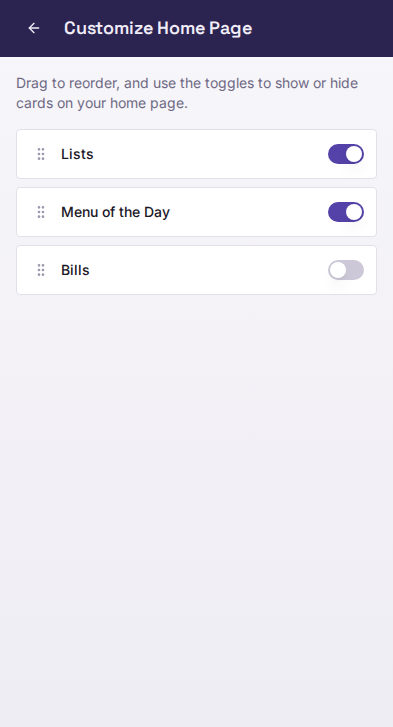 Customize Home Page
Drag to reorder, and use the toggles to show or hide
cards on your home page.
Lists
Menu of the Day
Bills